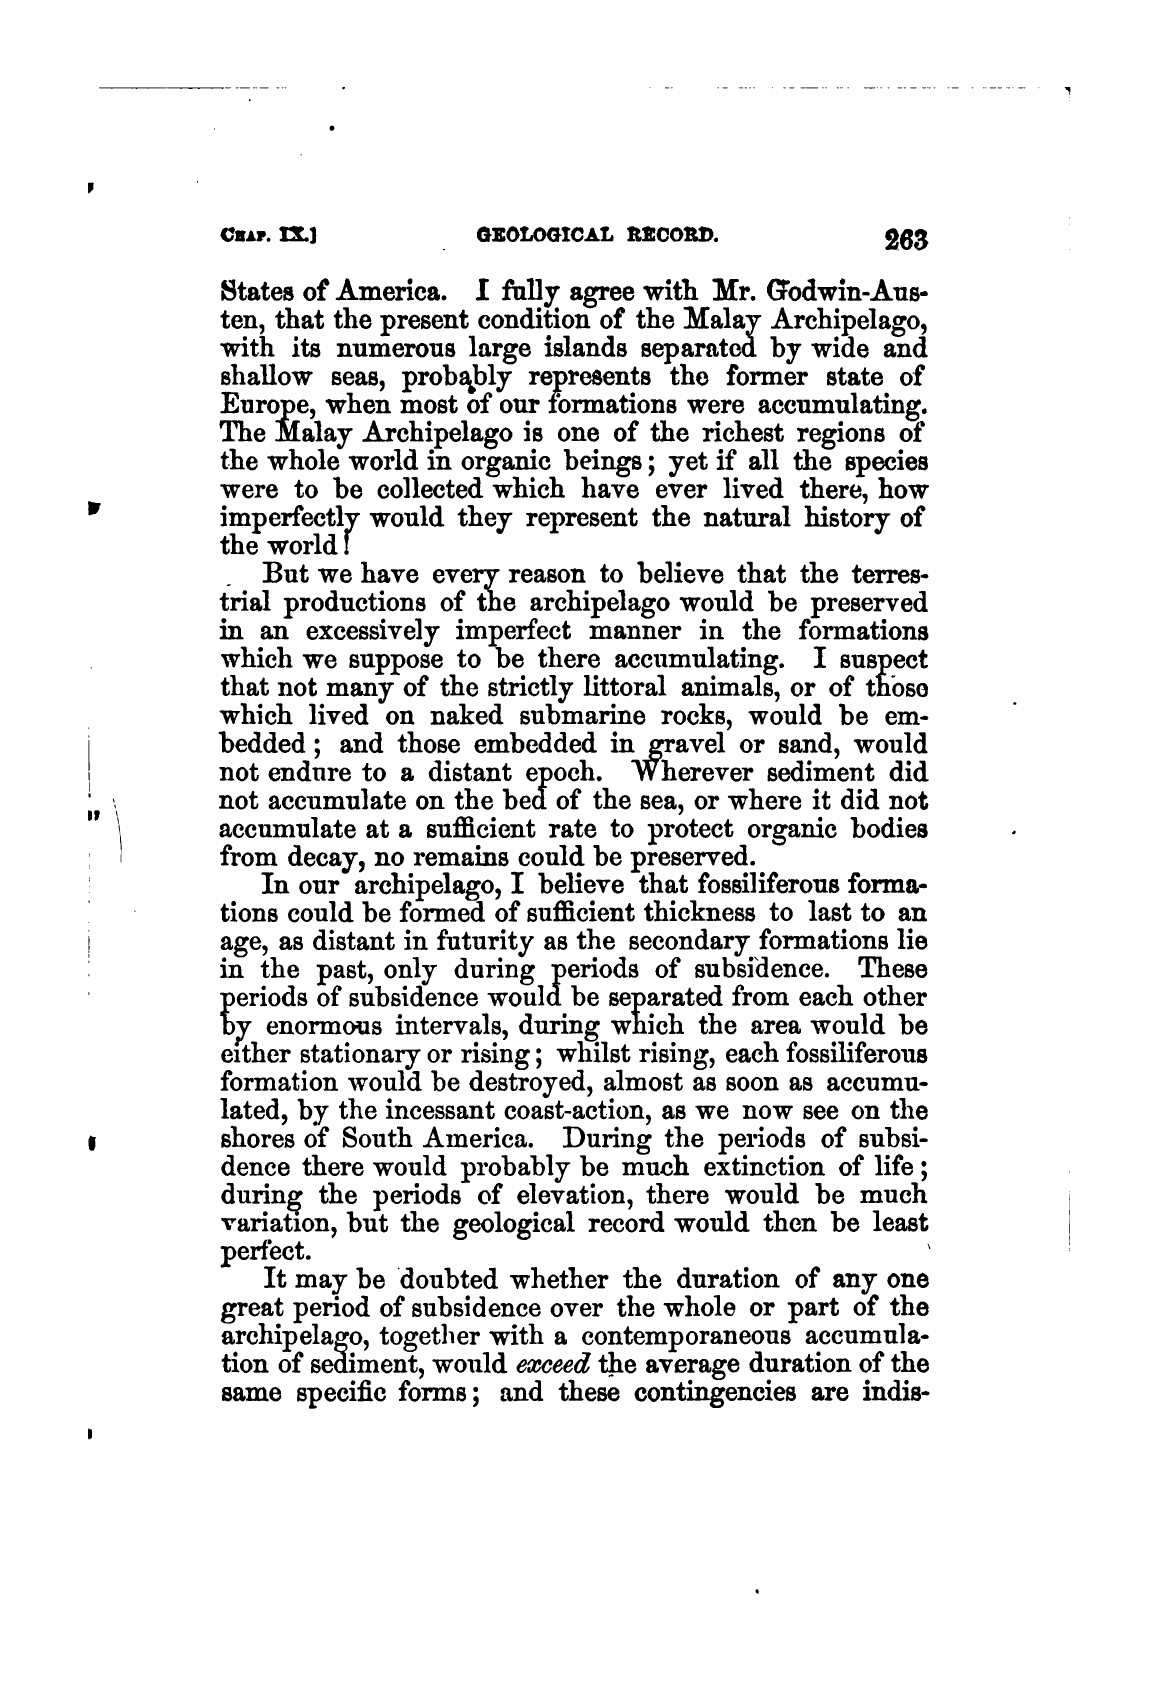 CHAP. IX.] GEOLOGICAL RECORD. 263
States of America. I fully agree with Mr. Godwin-Aus-
ten, that the present condition of the Malay Archipelago,
with its numerous large islands separated by wide and
shallow seas, probably represents the former state of
Europe, when most of our formations were accumulating.
The Malay Archipelago is one of the richest regions of
the whole world in organic beings; yet if all the species
were to be collected which have ever lived there, how
imperfectly would they represent the natural history of
the world!
But we have every reason to believe that the terres-
trial productions of the archipelago would be preserved
in an excessively imperfect manner in the formations
which we suppose to be there accumulating. I suspect
that not many of the strictly littoral animals, or of those
which lived on naked submarine rocks, would be em-
bedded; and those embedded in gravel or sand, would
not endure to a distant epoch. Wherever sediment did
not accumulate on the bed of the sea, or where it did not
accumulate at a sufficient rate to protect organic bodies
from decay, no remains could be preserved.
In our archipelago, I believe that fossiliferous forma-
tions could be formed of sufficient thickness to last to an
age, as distant in futurity as the secondary formations lie
in the past, only during periods of subsidence. These
periods of subsidence would be separated from each other
by enormous intervals, during which the area would be
either stationary or rising; whilst rising, each fossiliferous
formation would be destroyed, almost as soon as accumu-
lated, by the incessant coast-action, as we now see on the
shores of South America. During the periods of subsi-
dence there would probably be much extinction of life;
during the periods of elevation, there would be much
variation, but the geological record would then be least
perfect.
It may be doubted whether the duration of any one
great period of subsidence over the whole or part of the
archipelago, together with a contemporaneous accumula-
tion of sediment, would exceed the average duration of the
same specific forms; and these contingencies are indis-